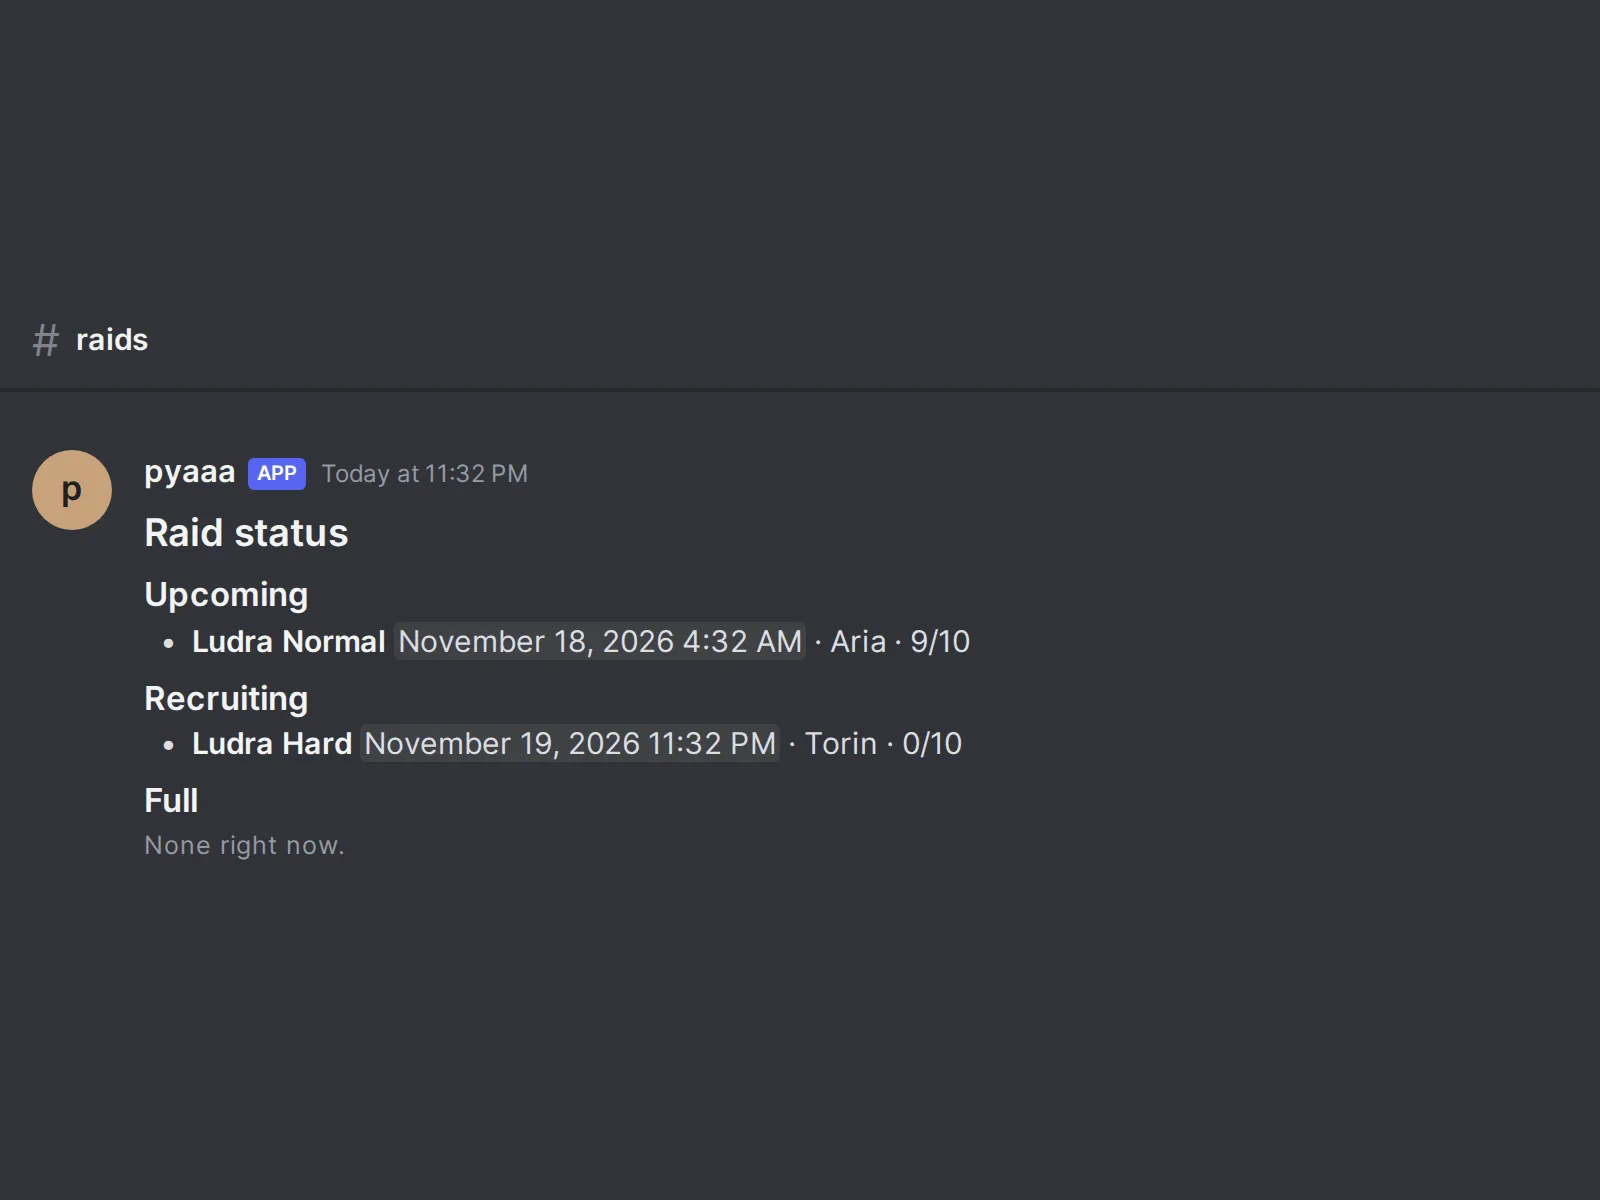 # raids
p
pyaaa APP Today at 11:32 PM
Raid status
Upcoming
• Ludra Normal November 18, 2026 4:32 AM · Aria · 9/10
Recruiting
• Ludra Hard November 19, 2026 11:32 PM · Torin · 0/10
Full
None right now.